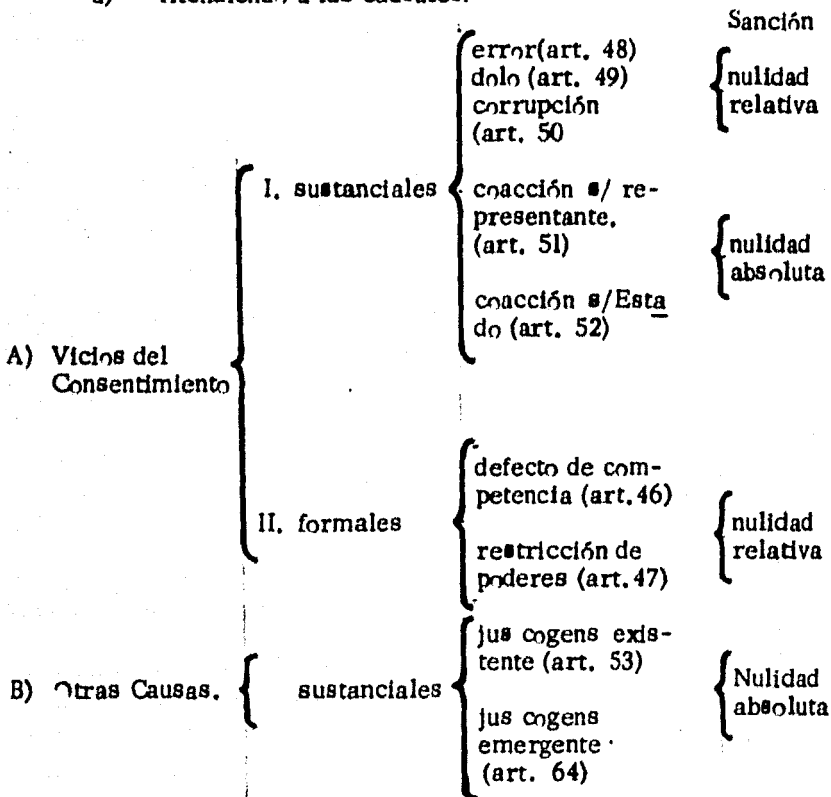 a)
Sanción
error(art. 48)
dolo (art. 49)
corrupción
(art. 50
nulidad
relativa
I. sustanciales
coacción s/ re-
presentante.
(art. 51)
coacción s/Esta
do (art. 52)
nulidad
absoluta
A) Vicios del
Consentimiento
II. formales
defecto de com-
petencia (art.46)
restricción de
poderes (art.47)
nulidad
relativa
B) Otras Causas.
sustanciales
jus cogens exis-
tente (art. 53)
jus cogens
emergente
(art. 64)
Nulidad
absoluta